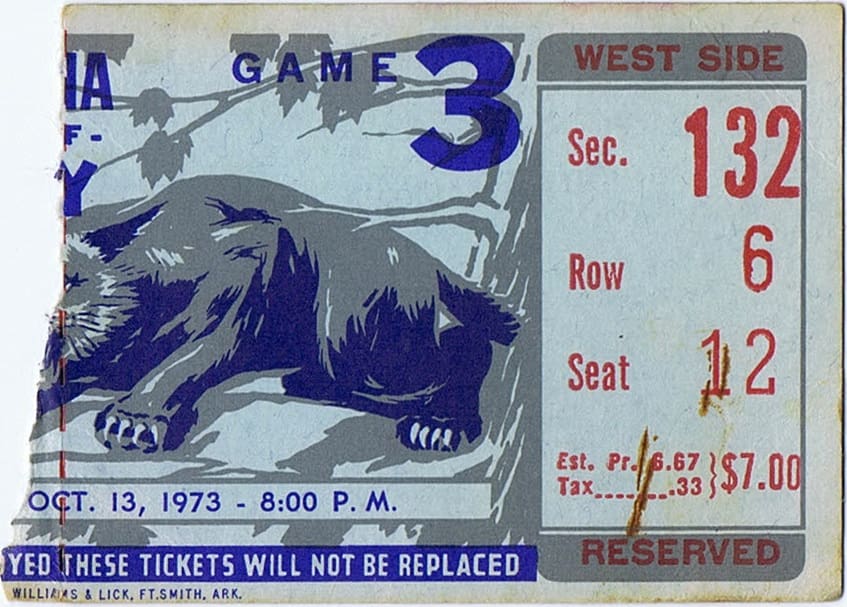 IA
GAME 3
F-
Y
OCT. 13, 1973 - 8:00 P. M.
YED THESE TICKETS WILL NOT BE REPLACED
WILLIAMS & LICK, FT. SMITH, ARK.
WEST SIDE
Sec. 132
Row 6
Seat 12
Est. Pr. 6.67
Tax.......33 } $7.00
RESERVED